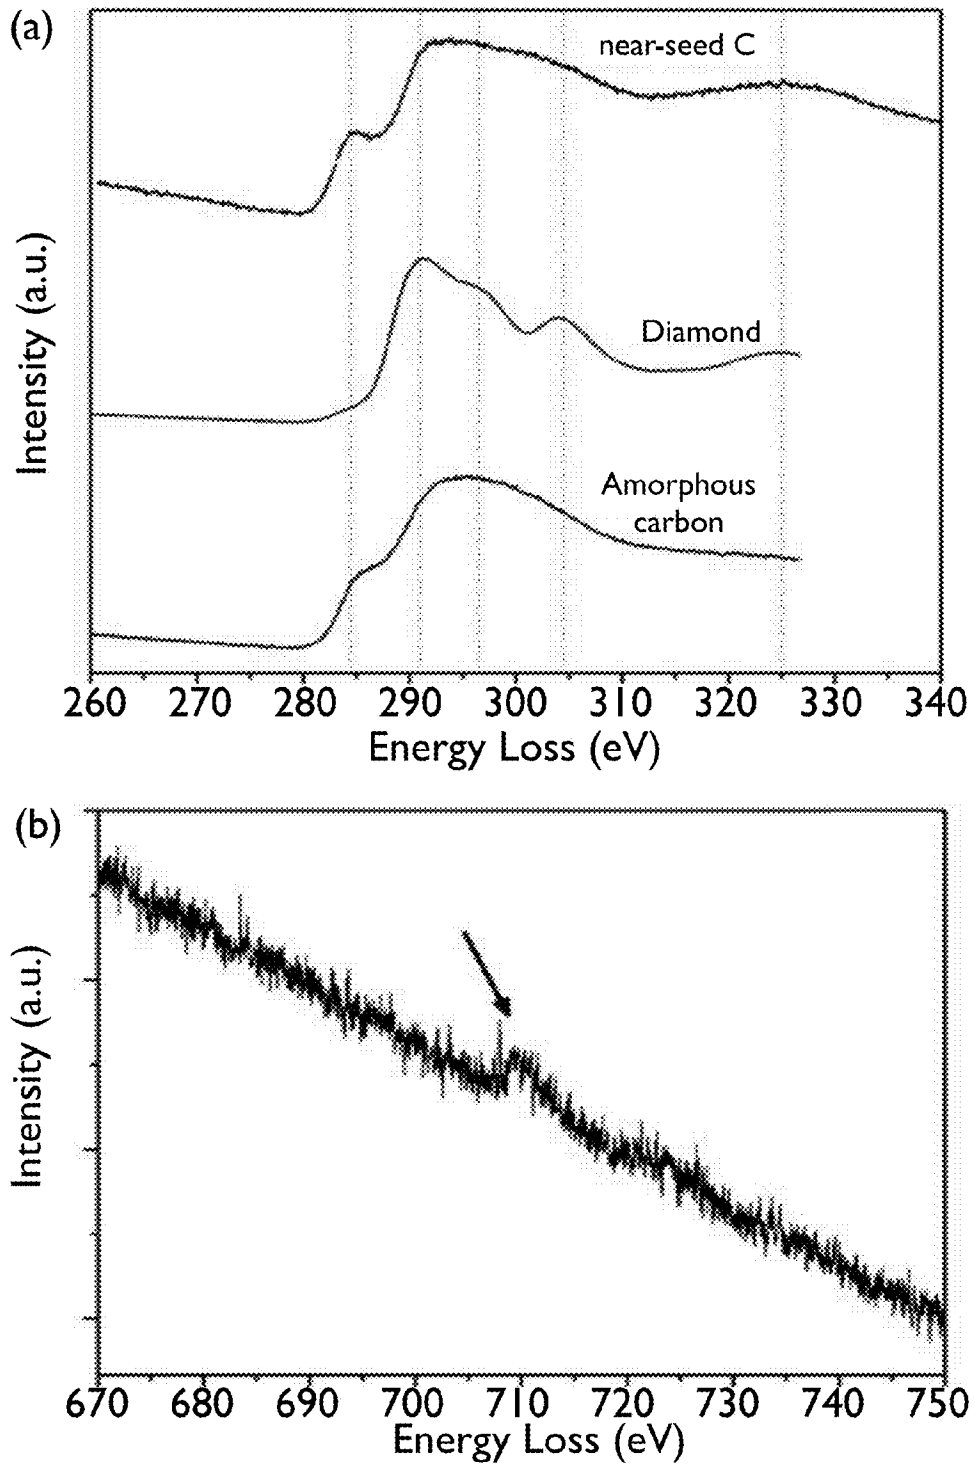 (a)
near-seed C
Diamond
Amorphous
carbon
Intensity (a.u.)
260 270 280 290 300 310 320 330 340
Energy Loss (eV)
(b)
Intensity (a.u.)
670 680 690 700 710 720 730 740 750
Energy Loss (eV)